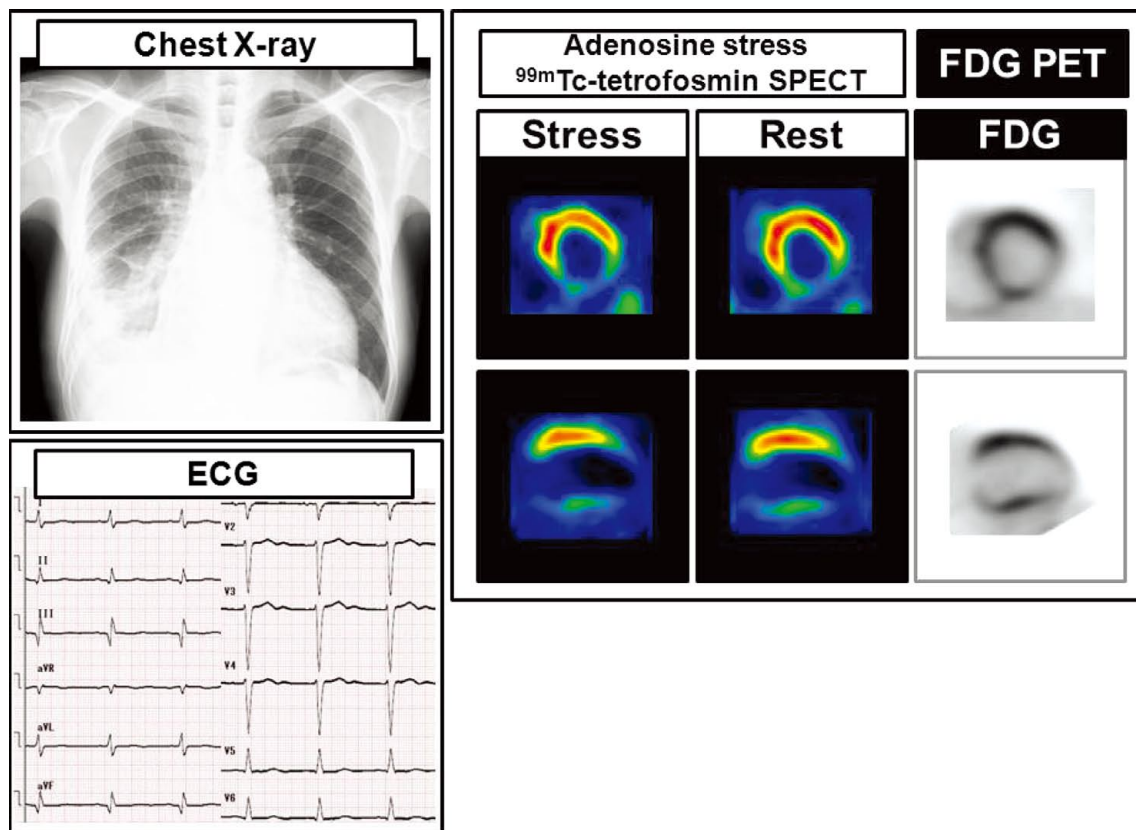 Chest X-ray
ECG
I
II
III
aVR
aVL
aVF
V2
V3
V4
V5
V6
Adenosine stress
99mTc-tetrofosmin SPECT
FDG PET
Stress
Rest
FDG